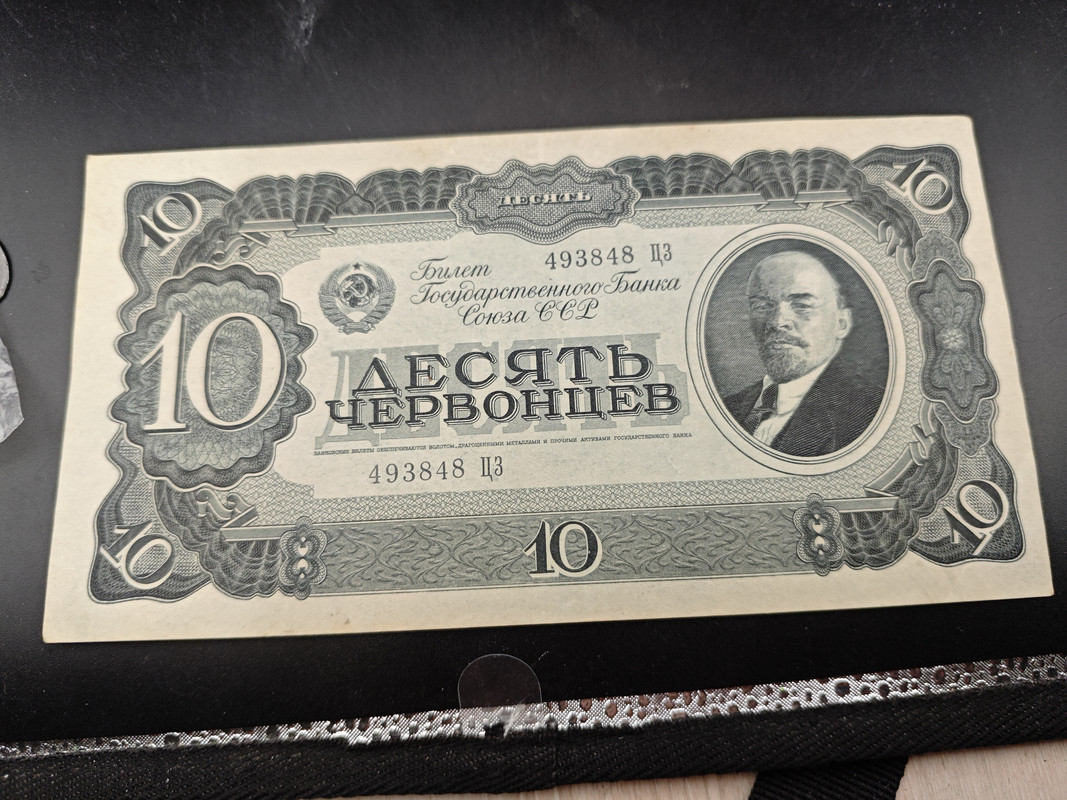 10
ДЕСЯТЬ
10
493848 ЦЗ
Билет
Государственного Банка
Союза ССР
10
ДЕСЯТЬ
ДЕСЯТЬ
ЧЕРВОНЦЕВ
БАНКОВСКИЕ БИЛЕТЫ ОБЕСПЕЧИВАЮТСЯ ЗОЛОТОМ, ДРАГОЦЕННЫМИ МЕТАЛЛАМИ И ПРОЧИМИ АКТИВАМИ ГОСУДАРСТВЕННОГО БАНКА
493848 ЦЗ
10
10
10